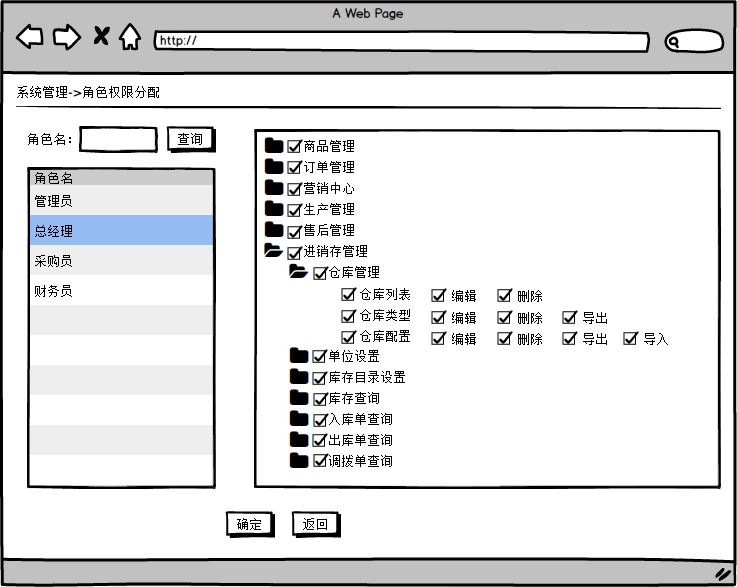 A Web Page
http://
系统管理->角色权限分配
角色名: 查询
角色名
管理员
总经理
采购员
财务员
商品管理
订单管理
营销中心
生产管理
售后管理
进销存管理
仓库管理
仓库列表 编辑 删除
仓库类型 编辑 删除 导出
仓库配置 编辑 删除 导出 导入
单位设置
库存目录设置
库存查询
入库单查询
出库单查询
调拨单查询
确定 返回